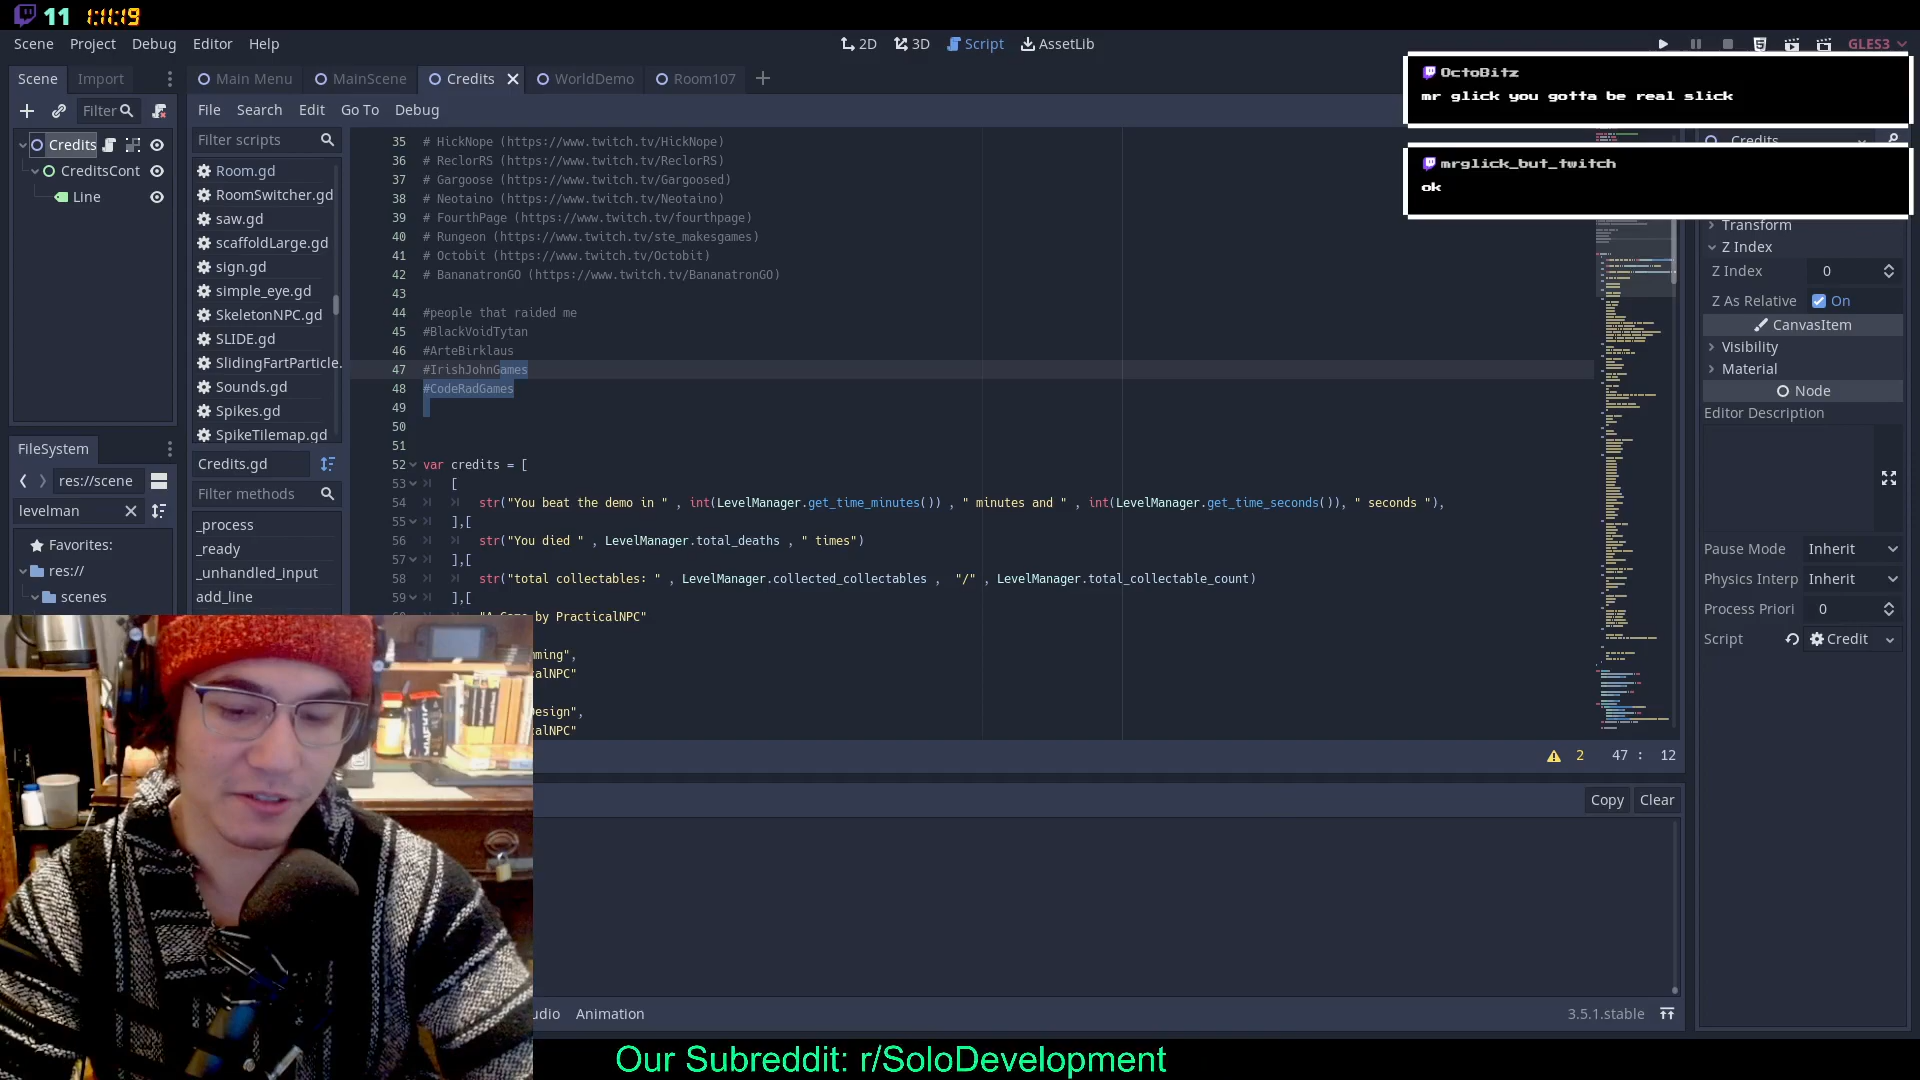 11 1:11:19
Scene Project Debug Editor Help
2D 3D Script AssetLib
GLES3
Scene Import
Main Menu MainScene Credits WorldDemo Room107
Filter
File Search Edit Go To Debug
OctoBitz
mr glick you gotta be real slick
mrglick_but_twitch
ok
Credits
CreditsCont
Line
Filter scripts
Room.gd
RoomSwitcher.gd
saw.gd
scaffoldLarge.gd
sign.gd
simple_eye.gd
SkeletonNPC.gd
SLIDE.gd
SlidingFartParticle.
Sounds.gd
Spikes.gd
SpikeTilemap.gd
Credits.gd
Filter methods
_process
_ready
_unhandled_input
add_line
FileSystem
res://scene
levelman
Favorites:
res://
scenes
35 # HickNope (https://www.twitch.tv/HickNope)
36 # ReclorRS (https://www.twitch.tv/ReclorRS)
37 # Gargoose (https://www.twitch.tv/Gargoosed)
38 # Neotaino (https://www.twitch.tv/Neotaino)
39 # FourthPage (https://www.twitch.tv/fourthpage)
40 # Rungeon (https://www.twitch.tv/ste_makesgames)
41 # Octobit (https://www.twitch.tv/Octobit)
42 # BananatronGO (https://www.twitch.tv/BananatronGO)
43
44 #people that raided me
45 #BlackVoidTytan
46 #ArteBirklaus
47 #IrishJohnGames
48 #CodeRadGames
49
50
51
52 var credits = [
53 [
54 str("You beat the demo in " , int(LevelManager.get_time_minutes()) , " minutes and " , int(LevelManager.get_time_seconds()), " seconds "),
55 ],[
56 str("You died " , LevelManager.total_deaths , " times")
57 ],[
58 str("total collectables: " , LevelManager.collected_collectables , "/" , LevelManager.total_collectable_count)
59 ],[
"A Game by PracticalNPC"
mming",
calNPC"
Design",
calNPC"
2 47 : 12
Copy Clear
udio Animation
3.5.1.stable
Credits
Transform
Z Index
Z Index 0
Z As Relative On
CanvasItem
Visibility
Material
Node
Editor Description
Pause Mode Inherit
Physics Interp Inherit
Process Priori 0
Script Credit
Our Subreddit: r/SoloDevelopment